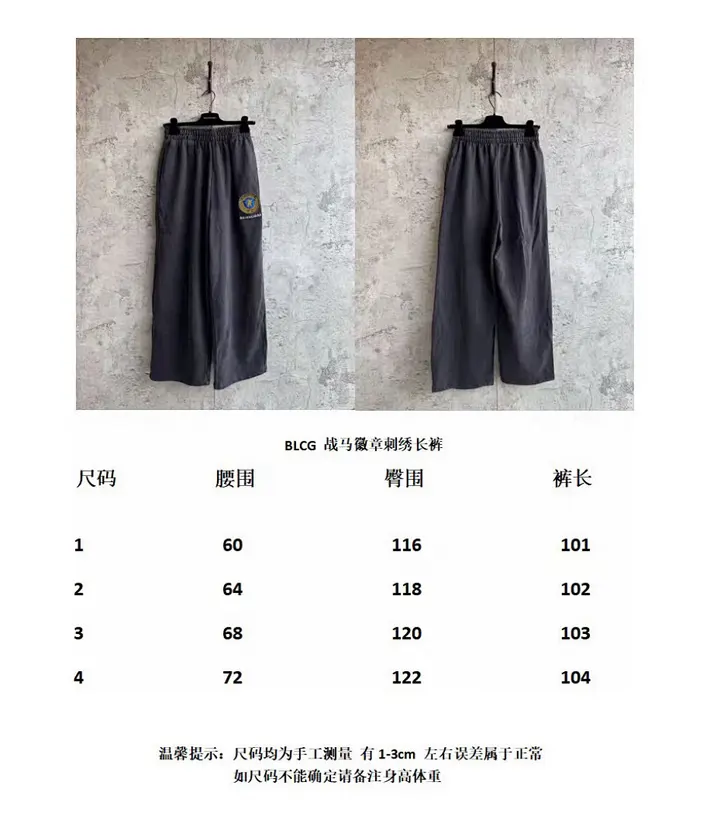 BLCG 战马徽章刺绣长裤
尺码 腰围 臀围 裤长
1 60 116 101
2 64 118 102
3 68 120 103
4 72 122 104
温馨提示：尺码均为手工测量 有1-3cm 左右误差属于正常
如尺码不能确定请备注身高体重